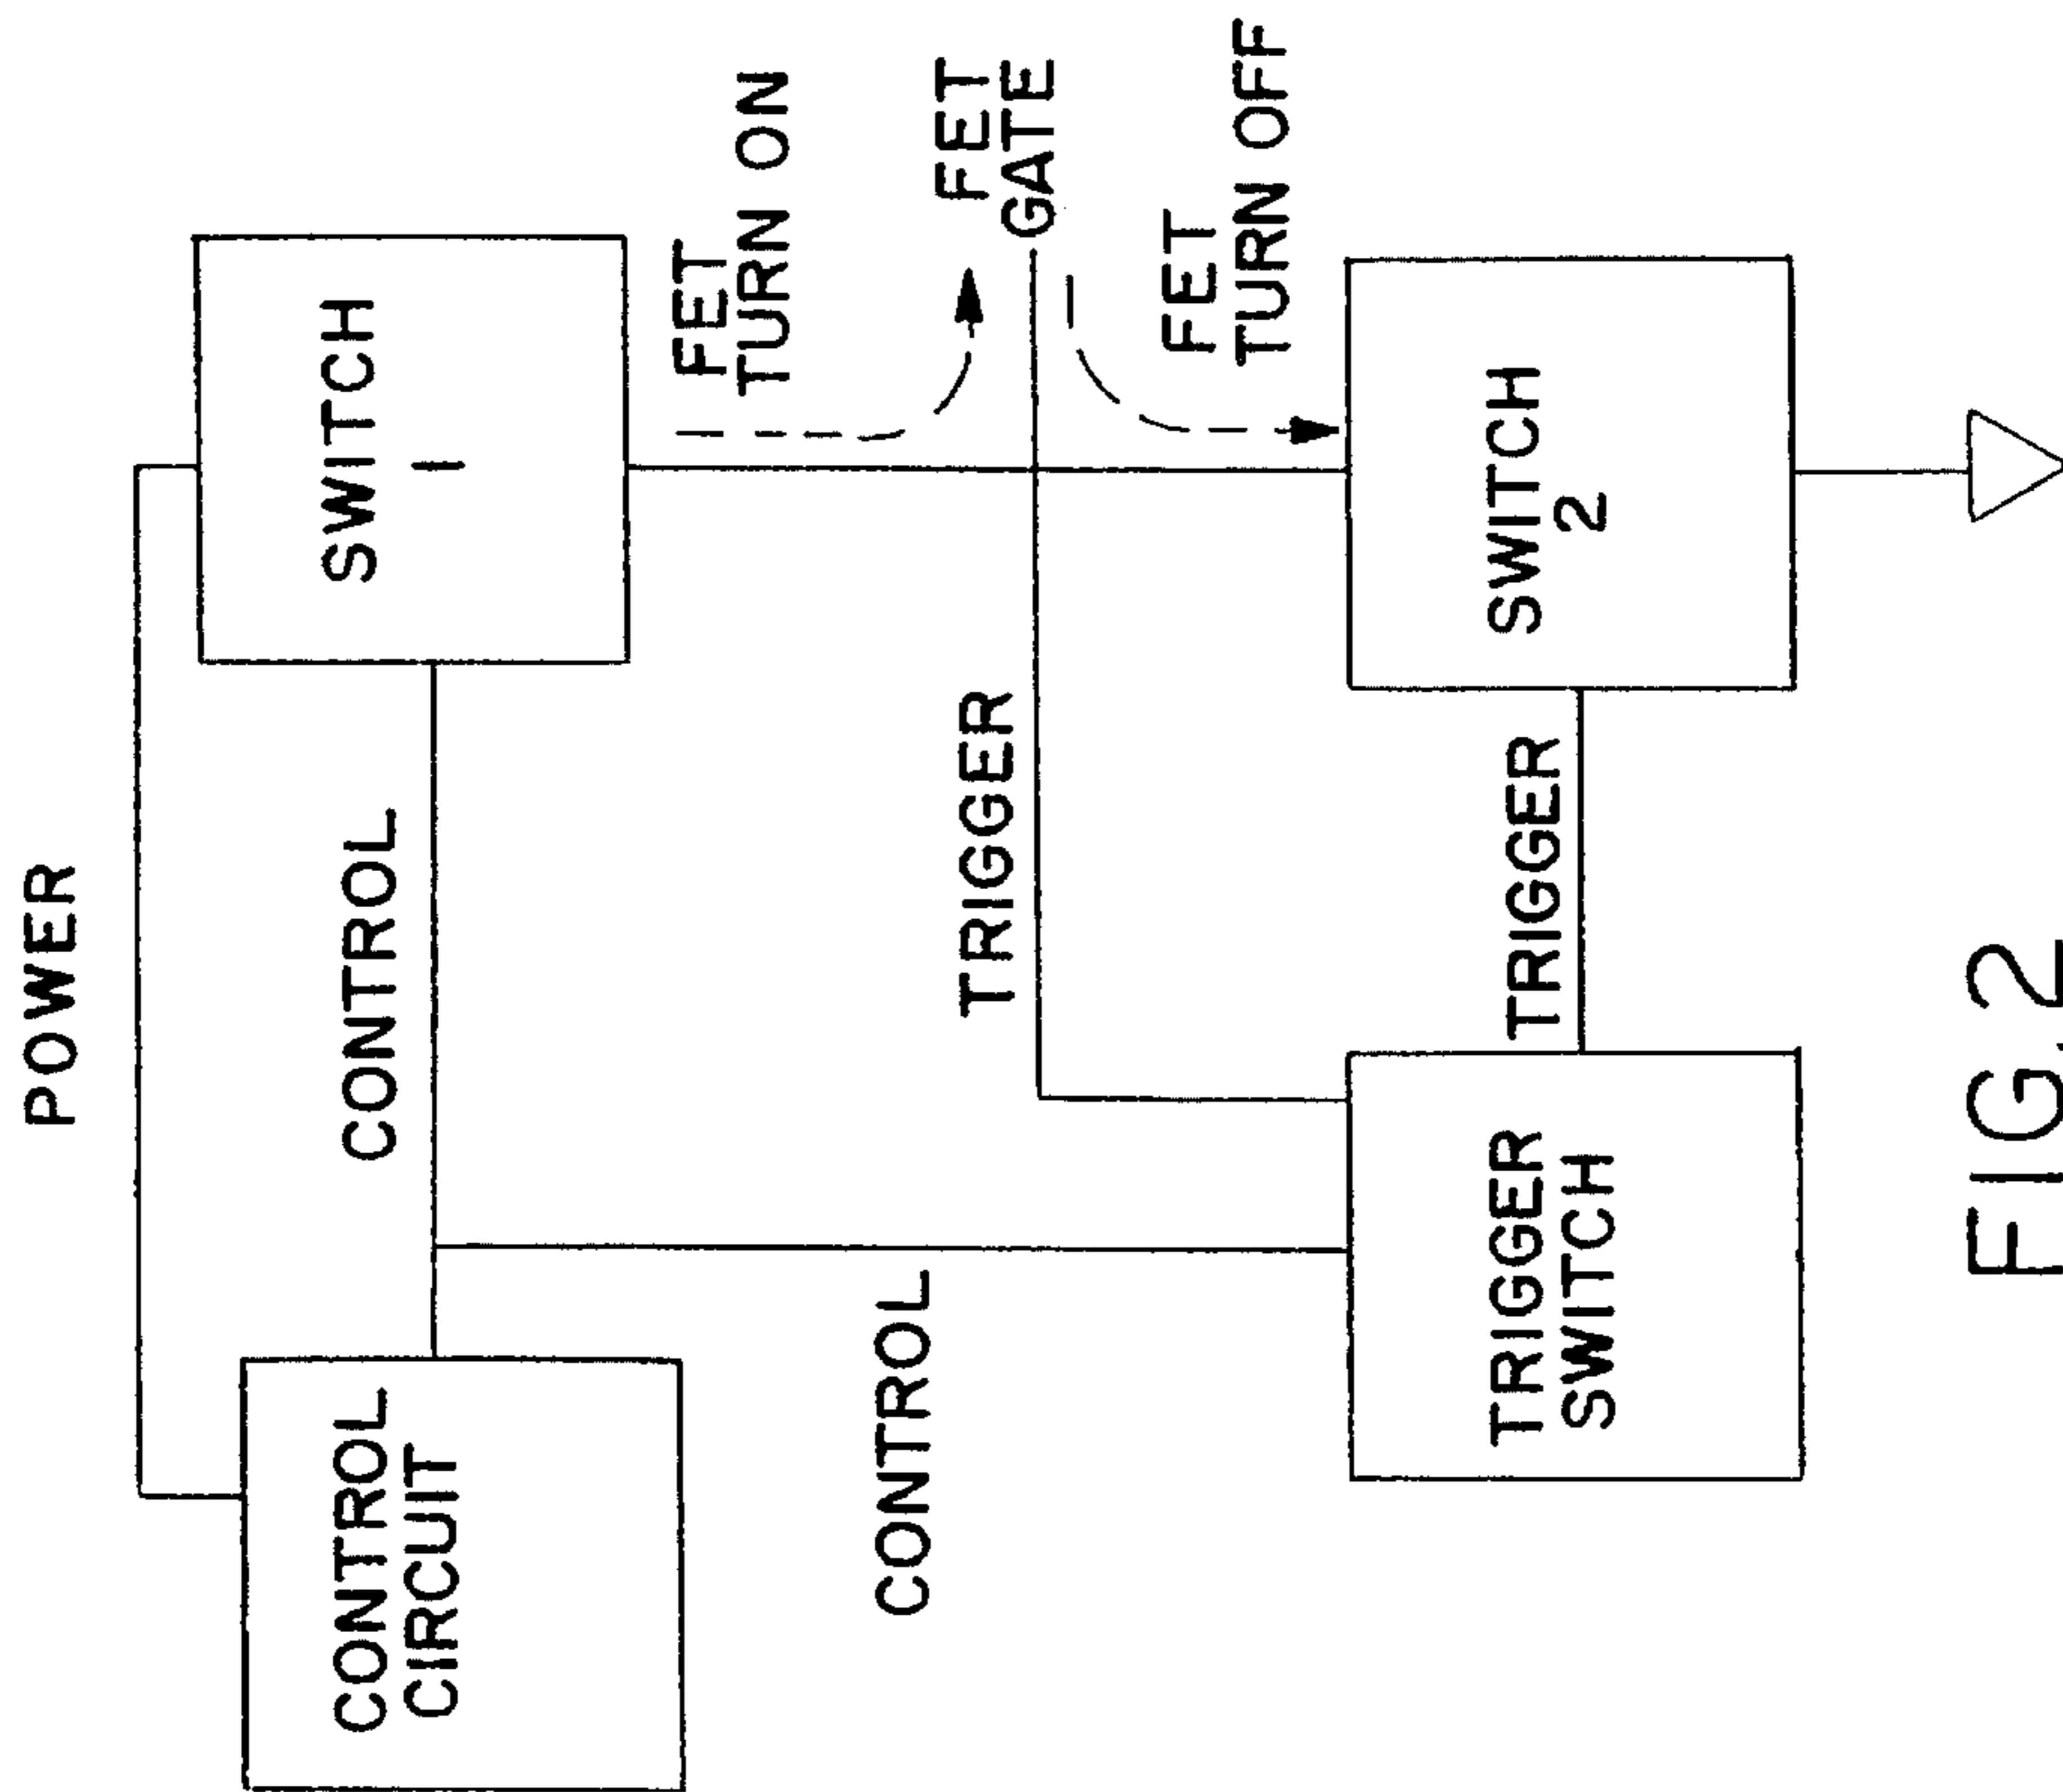 POWER
CONTROL
CIRCUIT
CONTROL
SWITCH
1
FET
TURN ON
CONTROL
TRIGGER
FET
GATE
FET
TURN OFF
TRIGGER
SWITCH
TRIGGER
SWITCH
2
FIG.2